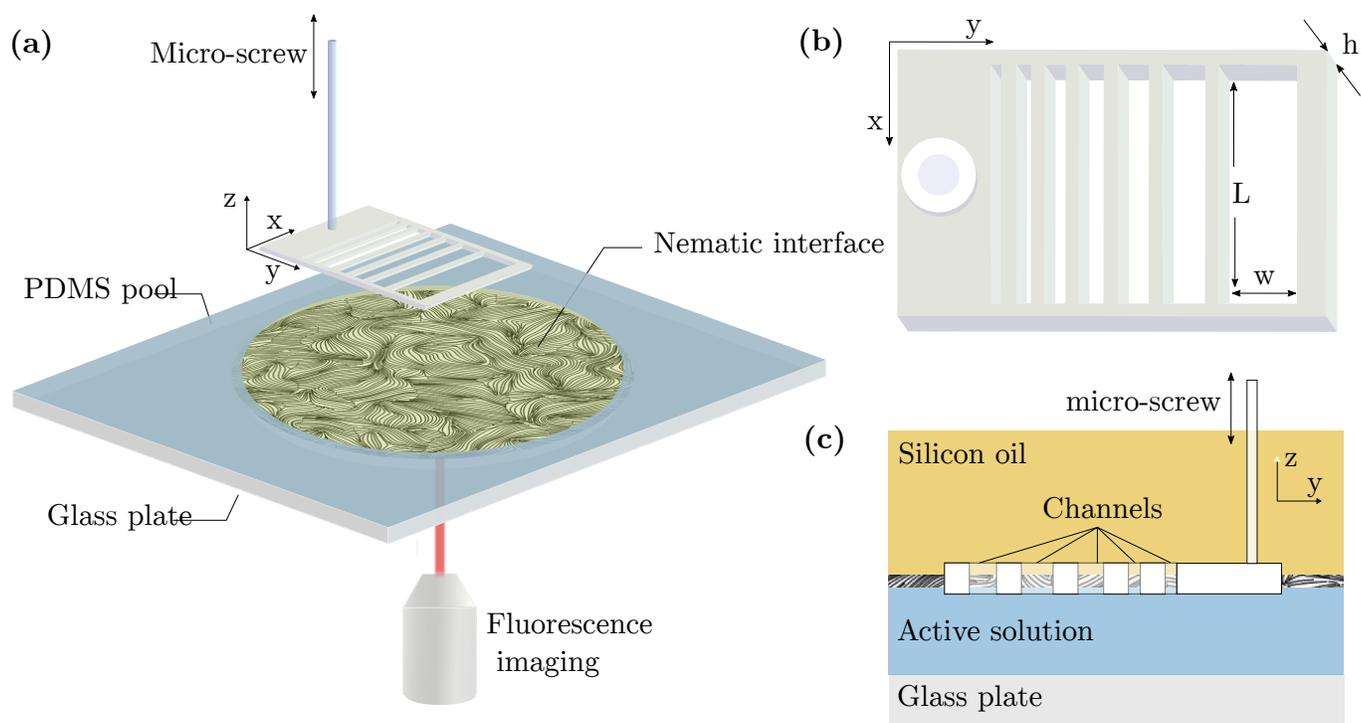 (a)
Micro-screw
z
x
y
PDMS pool
Nematic interface
Glass plate
Fluorescence
imaging
(b)
y
x
h
L
w
(c)
micro-screw
Silicon oil
z
y
Channels
Active solution
Glass plate